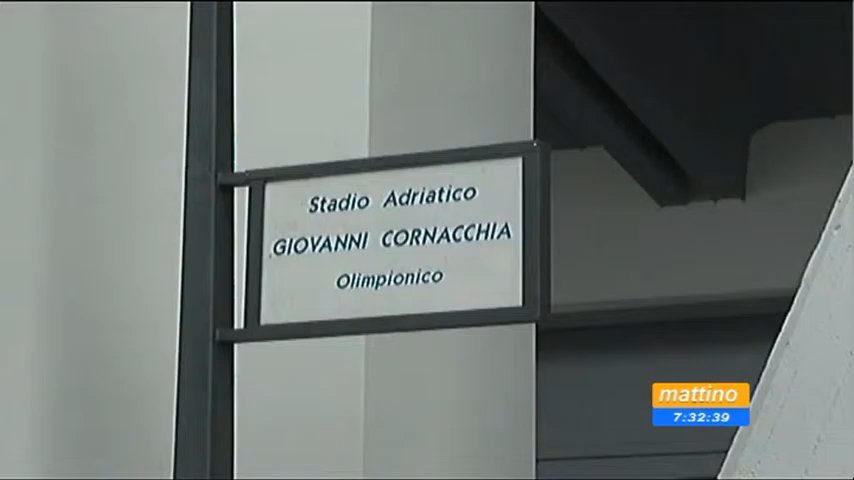 Stadio Adriatico
GIOVANNI CORNACCHIA
Olimpionico
mattino
7:32:39